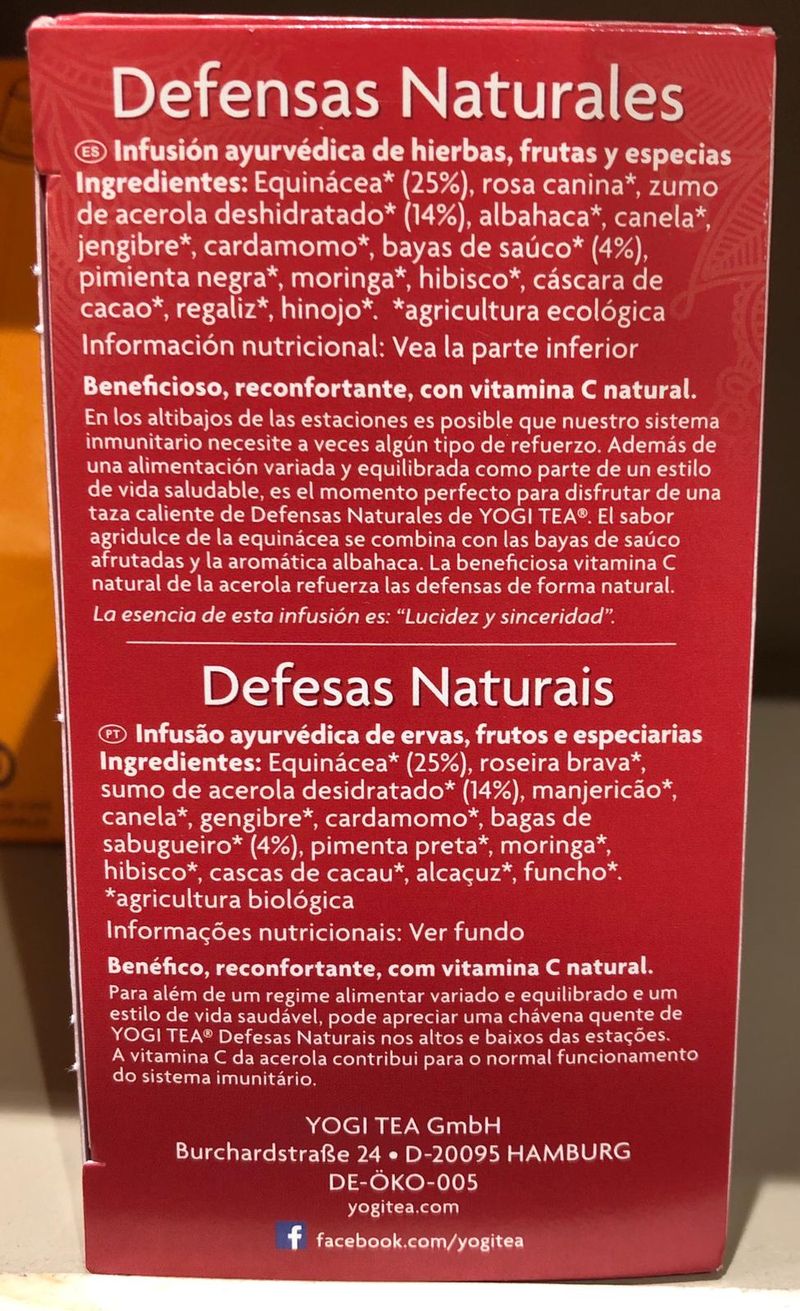 Defensas Naturales
ES Infusión ayurvédica de hierbas, frutas y especias
Ingredientes: Equinácea* (25%), rosa canina*, zumo
de acerola deshidratado* (14%), albahaca*, canela*,
jengibre*, cardamomo*, bayas de saúco* (4%),
pimienta negra*, moringa*, hibisco*, cáscara de
cacao*, regaliz*, hinojo*. *agricultura ecológica
Información nutricional: Vea la parte inferior
Beneficioso, reconfortante, con vitamina C natural.
En los altibajos de las estaciones es posible que nuestro sistema
inmunitario necesite a veces algún tipo de refuerzo. Además de
una alimentación variada y equilibrada como parte de un estilo
de vida saludable, es el momento perfecto para disfrutar de una
taza caliente de Defensas Naturales de YOGI TEA®. El sabor
agridulce de la equinácea se combina con las bayas de saúco
afrutadas y la aromática albahaca. La beneficiosa vitamina C
natural de la acerola refuerza las defensas de forma natural.
La esencia de esta infusión es: “Lucidez y sinceridad”.
Defesas Naturais
PT Infusão ayurvédica de ervas, frutos e especiarias
Ingredientes: Equinácea* (25%), roseira brava*,
sumo de acerola desidratado* (14%), manjericão*,
canela*, gengibre*, cardamomo*, bagas de
sabugueiro* (4%), pimenta preta*, moringa*,
hibisco*, cascas de cacau*, alcaçuz*, funcho*.
*agricultura biológica
Informações nutricionais: Ver fundo
Benéfico, reconfortante, com vitamina C natural.
Para além de um regime alimentar variado e equilibrado e um
estilo de vida saudável, pode apreciar uma chávena quente de
YOGI TEA® Defesas Naturais nos altos e baixos das estações.
A vitamina C da acerola contribui para o normal funcionamento
do sistema imunitário.
YOGI TEA GmbH
Burchardstraße 24 • D-20095 HAMBURG
DE-ÖKO-005
yogitea.com
f facebook.com/yogitea